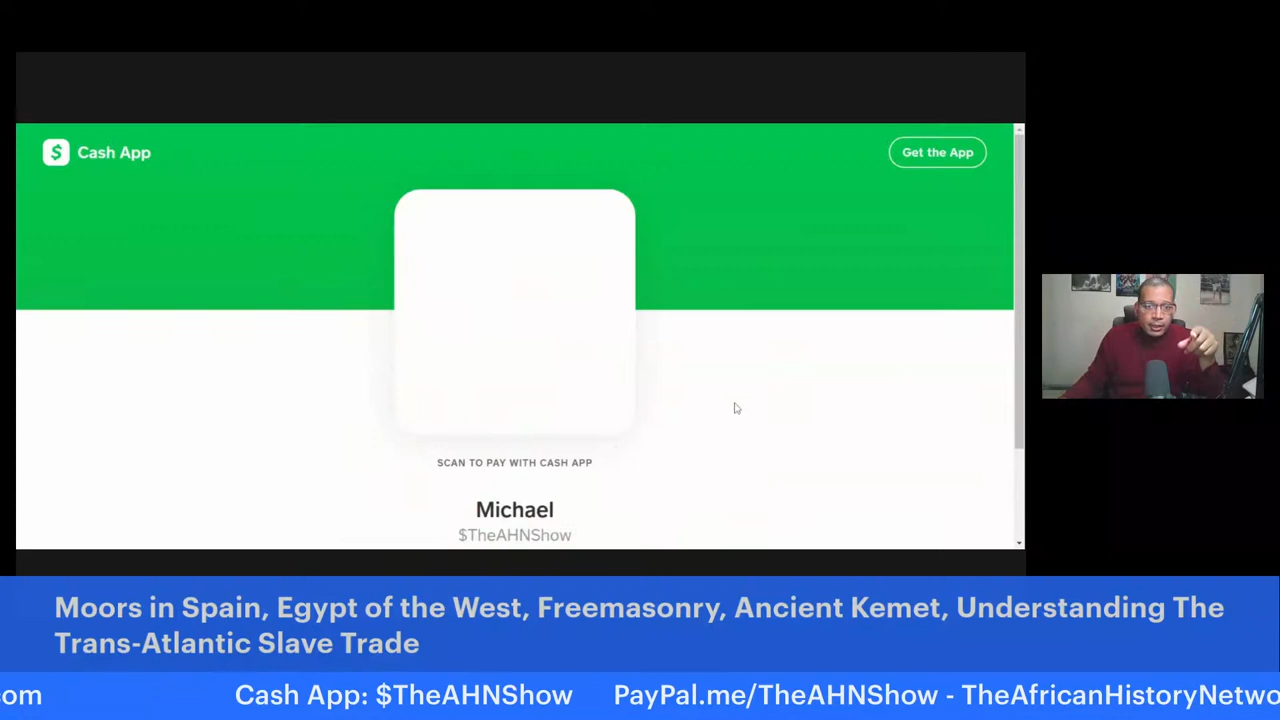 Cash App
Get the App
SCAN TO PAY WITH CASH APP
Michael
$TheAHNShow
Moors in Spain, Egypt of the West, Freemasonry, Ancient Kemet, Understanding The
Trans-Atlantic Slave Trade
com Cash App: $TheAHNShow PayPal.me/TheAHNShow - TheAfricanHistoryNetwo